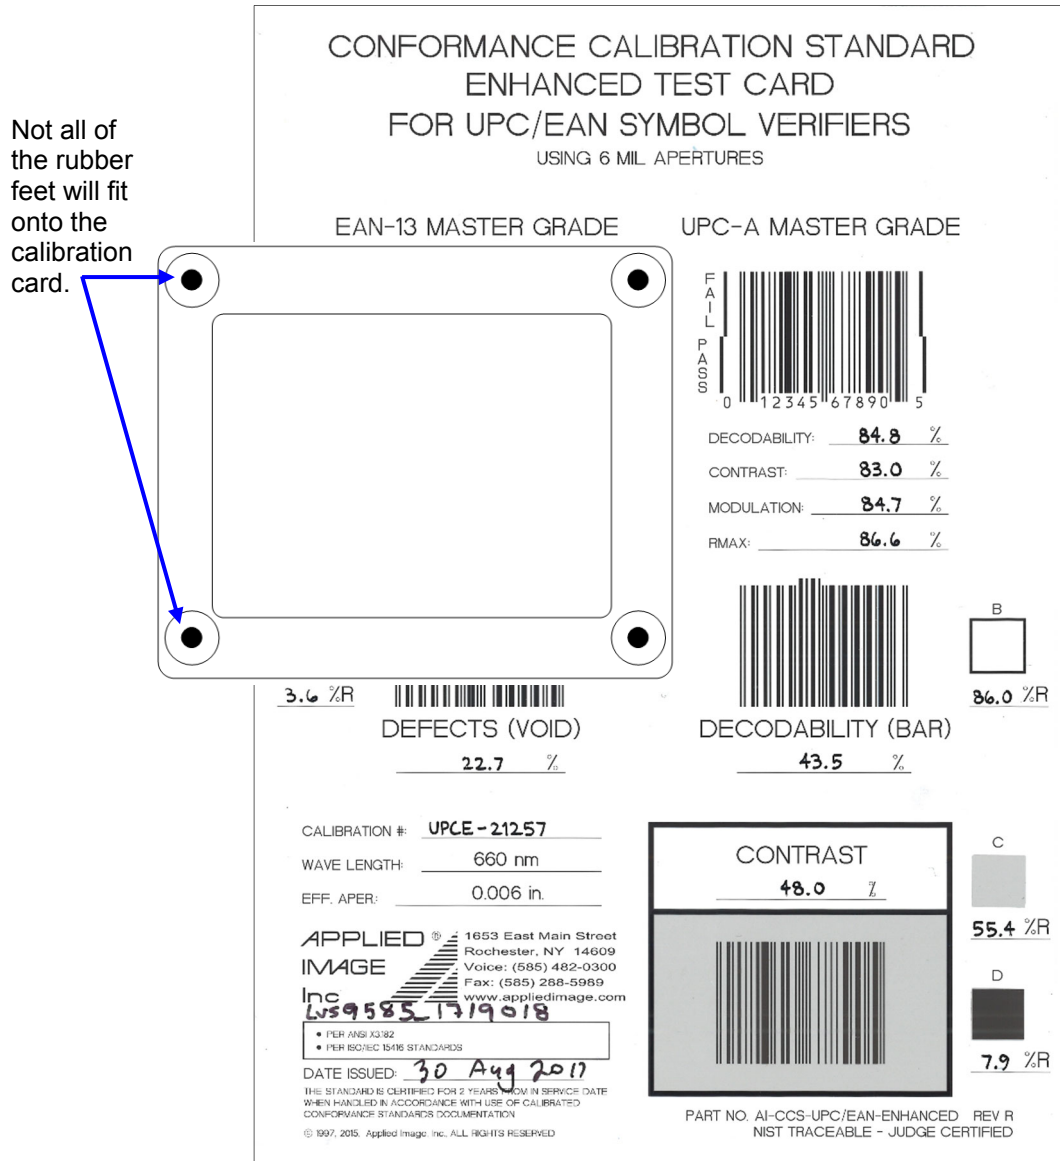 CONFORMANCE CALIBRATION STANDARD
ENHANCED TEST CARD
FOR UPC/EAN SYMBOL VERIFIERS
USING 6 MIL APERTURES
Not all of
the rubber
feet will fit
onto the
calibration
card.
EAN-13 MASTER GRADE
UPC-A MASTER GRADE
FAIL
PASS
0 12345 67890 5
DECODABILITY: 84.8 %
CONTRAST: 83.0 %
MODULATION: 84.7 %
RMAX: 86.6 %
B
86.0 %R
3.6 %R
DEFECTS (VOID)
22.7 %
DECODABILITY (BAR)
43.5 %
CALIBRATION #: UPCE-21257
WAVE LENGTH: 660 nm
EFF. APER.: 0.006 in.
APPLIED IMAGE Inc ®
1653 East Main Street
Rochester, NY 14609
Voice: (585) 482-0300
Fax: (585) 288-5989
www.appliedimage.com
LVS9585_1719018
• PER ANSI X3.182
• PER ISO/IEC 15416 STANDARDS
DATE ISSUED: 30 Aug 2017
THE STANDARD IS CERTIFIED FOR 2 YEARS FROM IN SERVICE DATE
WHEN HANDLED IN ACCORDANCE WITH USE OF CALIBRATED
CONFORMANCE STANDARDS DOCUMENTATION
© 1997, 2015, Applied Image, Inc., ALL RIGHTS RESERVED
CONTRAST
48.0 %
C
55.4 %R
D
7.9 %R
PART NO. AI-CCS-UPC/EAN-ENHANCED REV R
NIST TRACEABLE - JUDGE CERTIFIED